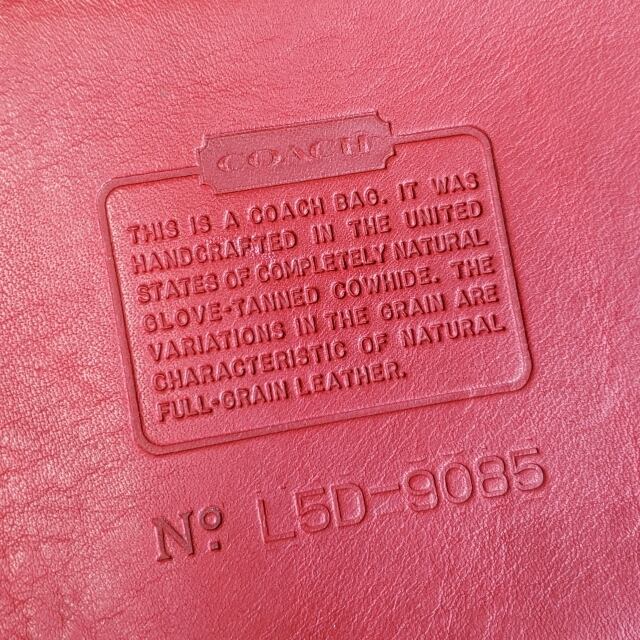 COACH
THIS IS A COACH BAG. IT WAS
HANDCRAFTED IN THE UNITED
STATES OF COMPLETELY NATURAL
GLOVE-TANNED COWHIDE. THE
VARIATIONS IN THE GRAIN ARE
CHARACTERISTIC OF NATURAL
FULL-GRAIN LEATHER.
Nº L5D-9085